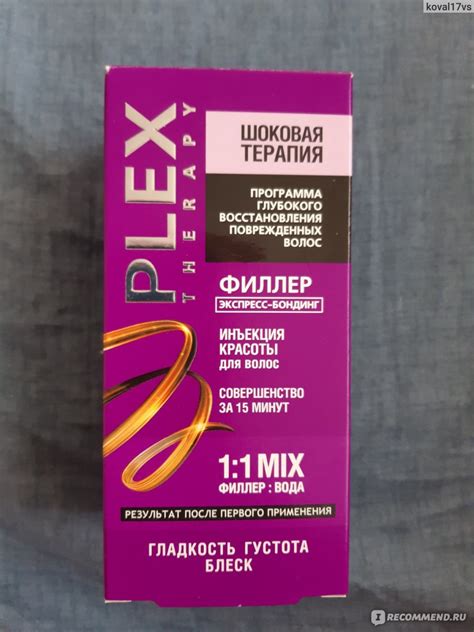 koval17vs
PLEX
THERAPY
ШОКОВАЯ
ТЕРАПИЯ
ПРОГРАММА
ГЛУБОКОГО
ВОССТАНОВЛЕНИЯ
ПОВРЕЖДЕННЫХ
ВОЛОС
ФИЛЛЕР
ЭКСПРЕСС-БОНДИНГ
ИНЪЕКЦИЯ
КРАСОТЫ
ДЛЯ ВОЛОС
СОВЕРШЕНСТВО
ЗА 15 МИНУТ
1:1 MIX
ФИЛЛЕР : ВОДА
РЕЗУЛЬТАТ ПОСЛЕ ПЕРВОГО ПРИМЕНЕНИЯ
ГЛАДКОСТЬ ГУСТОТА
БЛЕСК
IRECOMMEND.RU